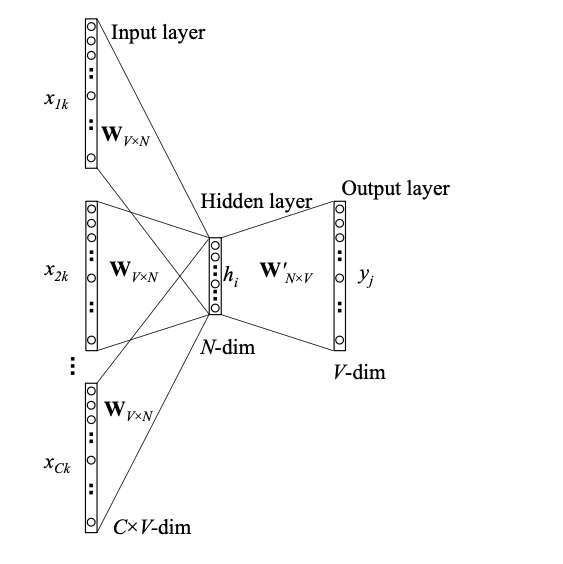 Input layer
x1k
WV×N
Hidden layer
Output layer
x2k
WV×N
hi
W'N×V
yj
N-dim
V-dim
WV×N
xCk
C×V-dim